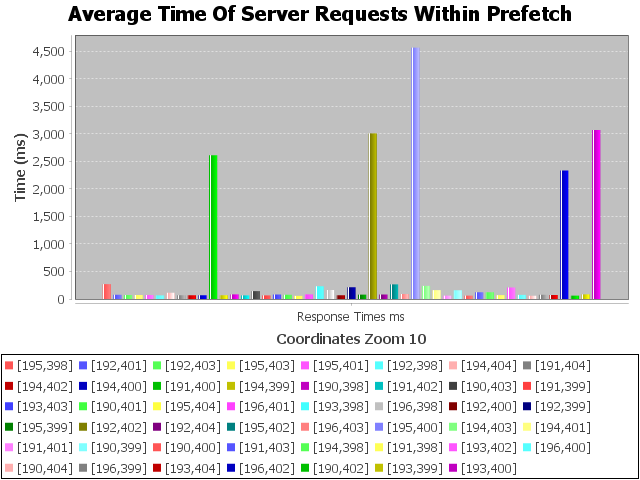 Average Time Of Server Requests Within Prefetch
4,500
4,000
3,500
3,000
2,500
2,000
1,500
1,000
500
0
Time (ms)
Response Times ms
Coordinates Zoom 10
[195,398] [192,401] [192,403] [195,403] [195,401] [192,398] [194,404] [191,404]
[194,402] [194,400] [191,400] [194,399] [190,398] [191,402] [190,403] [191,399]
[193,403] [190,401] [195,404] [196,401] [193,398] [196,398] [192,400] [192,399]
[195,399] [192,402] [192,404] [195,402] [196,403] [195,400] [194,403] [194,401]
[191,401] [190,399] [190,400] [191,403] [194,398] [191,398] [193,402] [196,400]
[190,404] [196,399] [193,404] [196,402] [190,402] [193,399] [193,400]